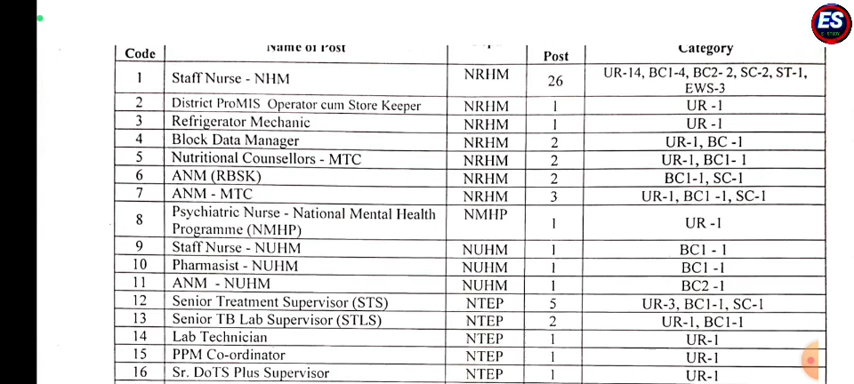 ES
Code Name of Post Post Category
1 Staff Nurse - NHM NRHM 26 UR-14, BC1-4, BC2- 2, SC-2, ST-1,
EWS-3
2 District ProMIS Operator cum Store Keeper NRHM 1 UR -1
3 Refrigerator Mechanic NRHM 1 UR -1
4 Block Data Manager NRHM 2 UR-1, BC -1
5 Nutritional Counsellors - MTC NRHM 2 UR-1, BC1- 1
6 ANM (RBSK) NRHM 2 BC1-1, SC-1
7 ANM - MTC NRHM 3 UR-1, BC1 -1, SC-1
8 Psychiatric Nurse - National Mental Health
Programme (NMHP) NMHP 1 UR -1
9 Staff Nurse - NUHM NUHM 1 BC1 - 1
10 Pharmasist - NUHM NUHM 1 BC1 -1
11 ANM - NUHM NUHM 1 BC2 -1
12 Senior Treatment Supervisor (STS) NTEP 5 UR-3, BC1-1, SC-1
13 Senior TB Lab Supervisor (STLS) NTEP 2 UR-1, BC1-1
14 Lab Technician NTEP 1 UR-1
15 PPM Co-ordinator NTEP 1 UR-1
16 Sr. DoTS Plus Supervisor NTEP 1 UR-1